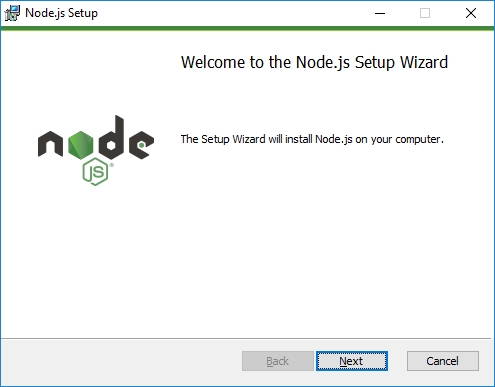 Node.js Setup
Welcome to the Node.js Setup Wizard
node
JS®
The Setup Wizard will install Node.js on your computer.
Back
Next
Cancel